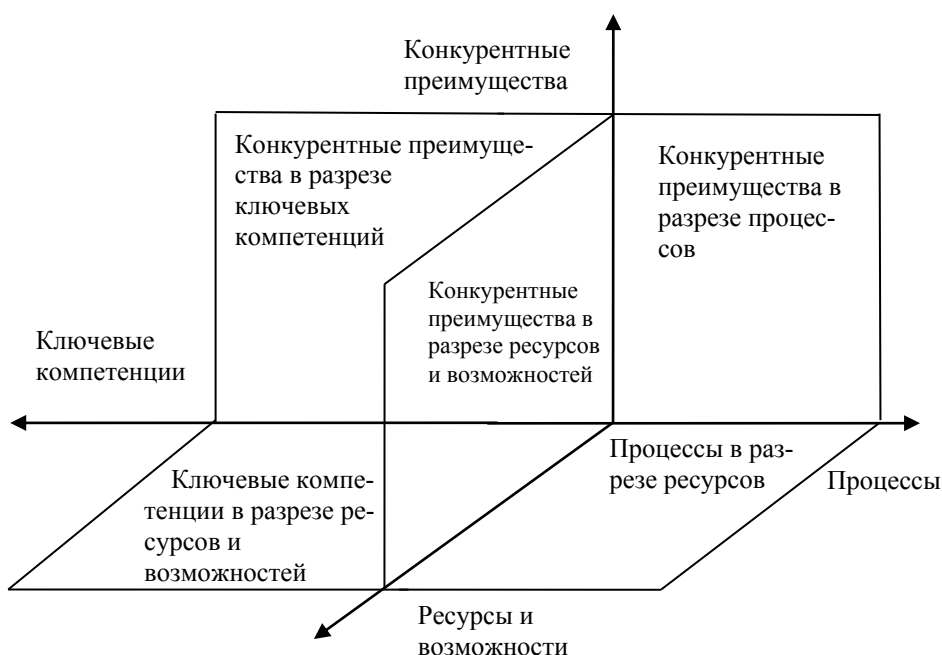 Конкурентные
преимущества
Конкурентные преимуще-
ства в разрезе
ключевых
компетенций
Конкурентные
преимущества в
разрезе процес-
сов
Конкурентные
преимущества в
разрезе ресурсов
и возможностей
Ключевые
компетенции
Процессы в раз-
резе ресурсов
Процессы
Ключевые компе-
тенции в разрезе ре-
сурсов и
возможностей
Ресурсы и
возможности